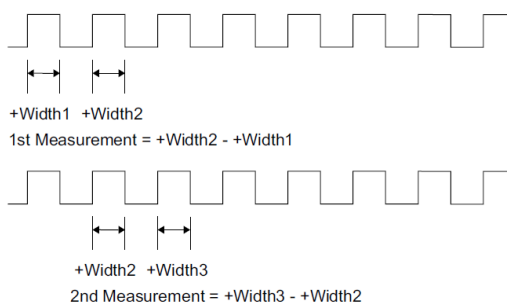 +Width1 +Width2
1st Measurement = +Width2 - +Width1
+Width2 +Width3
2nd Measurement = +Width3 - +Width2